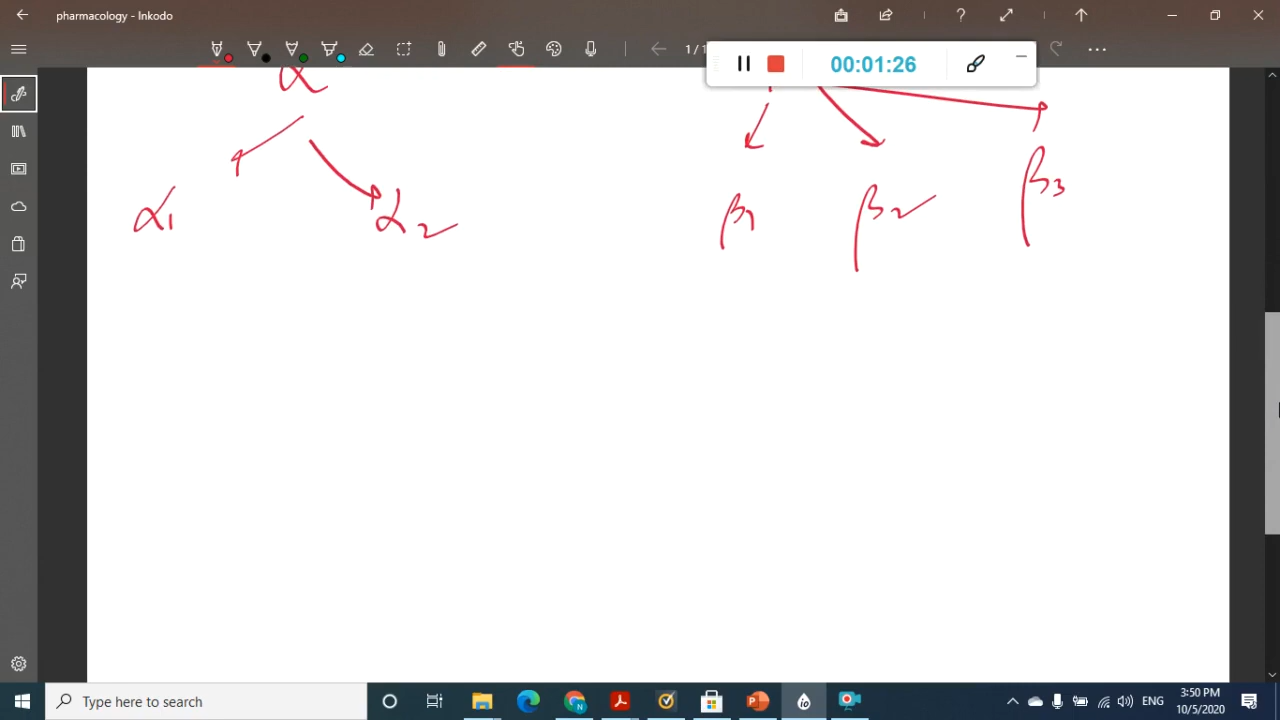 pharmacology - Inkodo
?
1/1
00:01:26
α
α1
α2
β1
β2
β3
Type here to search
ENG
3:50 PM
10/5/2020